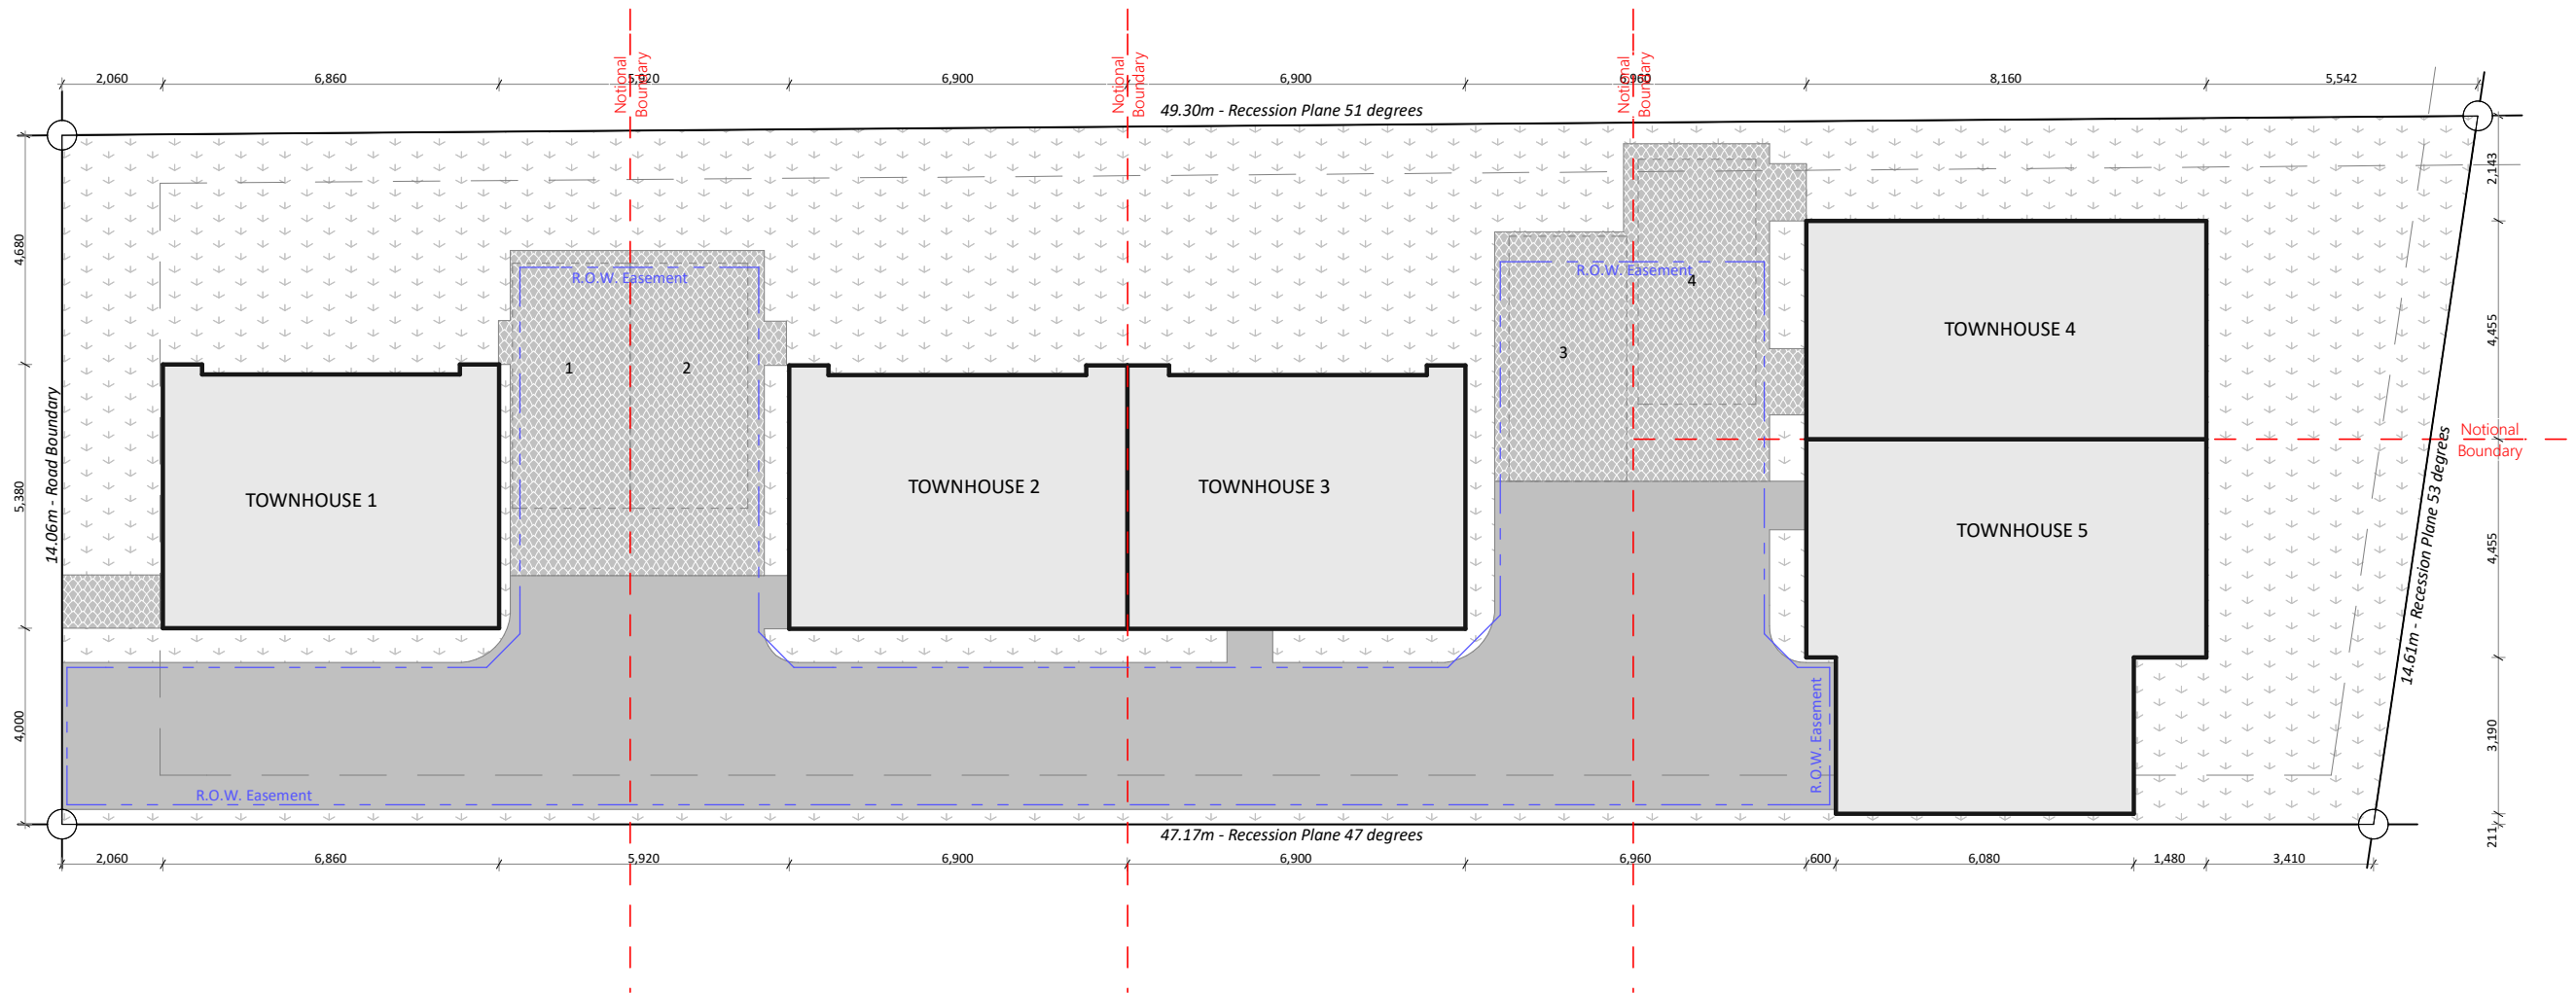 Notional
Boundary
Notional
Boundary
Notional
Boundary
2,060
6,860
5,920
6,900
6,900
6,960
8,160
5,542
49.30m - Recession Plane 51 degrees
2,143
4,680
R.O.W. Easement
R.O.W. Easement
4
TOWNHOUSE 4
4,455
3
1
2
14.06m - Road Boundary
Notional
Boundary
TOWNHOUSE 1
TOWNHOUSE 2
TOWNHOUSE 3
TOWNHOUSE 5
5,380
4,455
14.61m - Recession Plane 53 degrees
4,000
R.O.W. Easement
3,190
R.O.W. Easement
47.17m - Recession Plane 47 degrees
211
2,060
6,860
5,920
6,900
6,900
6,960
600
6,080
1,480
3,410